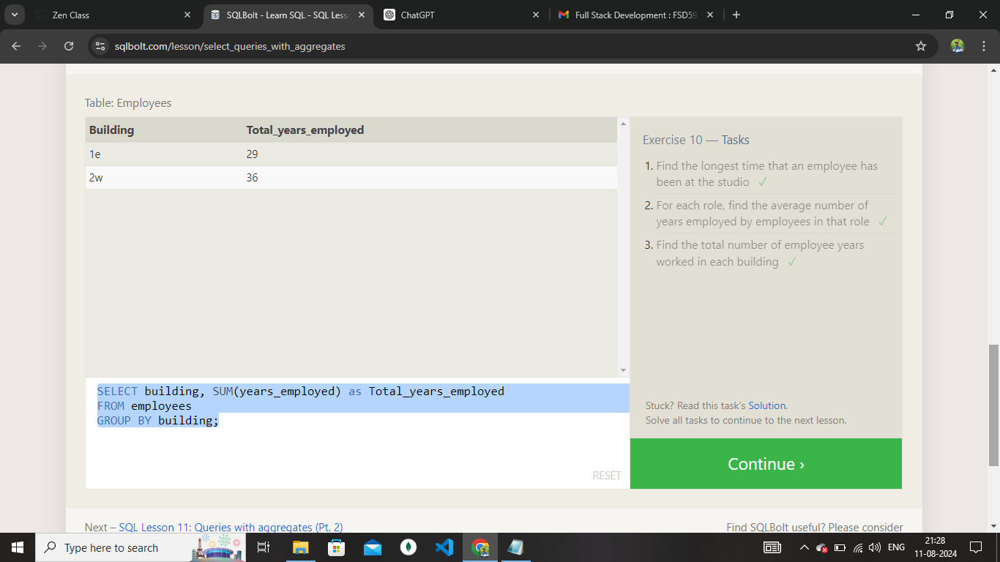 Zen Class
SQLBolt - Learn SQL - SQL Less
ChatGPT
Full Stack Development : FSD59
sqlbolt.com/lesson/select_queries_with_aggregates
Table: Employees
Building Total_years_employed
1e 29
2w 36
Exercise 10 — Tasks
1. Find the longest time that an employee has
been at the studio ✓
2. For each role, find the average number of
years employed by employees in that role ✓
3. Find the total number of employee years
worked in each building ✓
SELECT building, SUM(years_employed) as Total_years_employed
FROM employees
GROUP BY building;
RESET
Stuck? Read this task's Solution.
Solve all tasks to continue to the next lesson.
Continue ›
Next – SQL Lesson 11: Queries with aggregates (Pt. 2)
Find SQLBolt useful? Please consider
Type here to search
ENG
21:28
11-08-2024